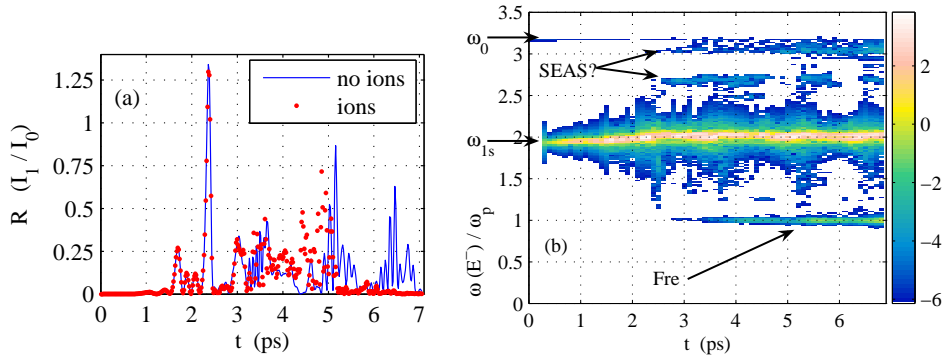 1.25
1
0.75
0.5
0.25
0
R (I₁ / I₀)
(a)
no ions
ions
0 1 2 3 4 5 6 7
t (ps)
3.5
3
2.5
2
1.5
1
0.5
0
ω₀
ω₁ₛ
ω (E⁻) / ωₚ
SEAS?
(b)
Fre
0 1 2 3 4 5 6
t (ps)
2
0
−2
−4
−6